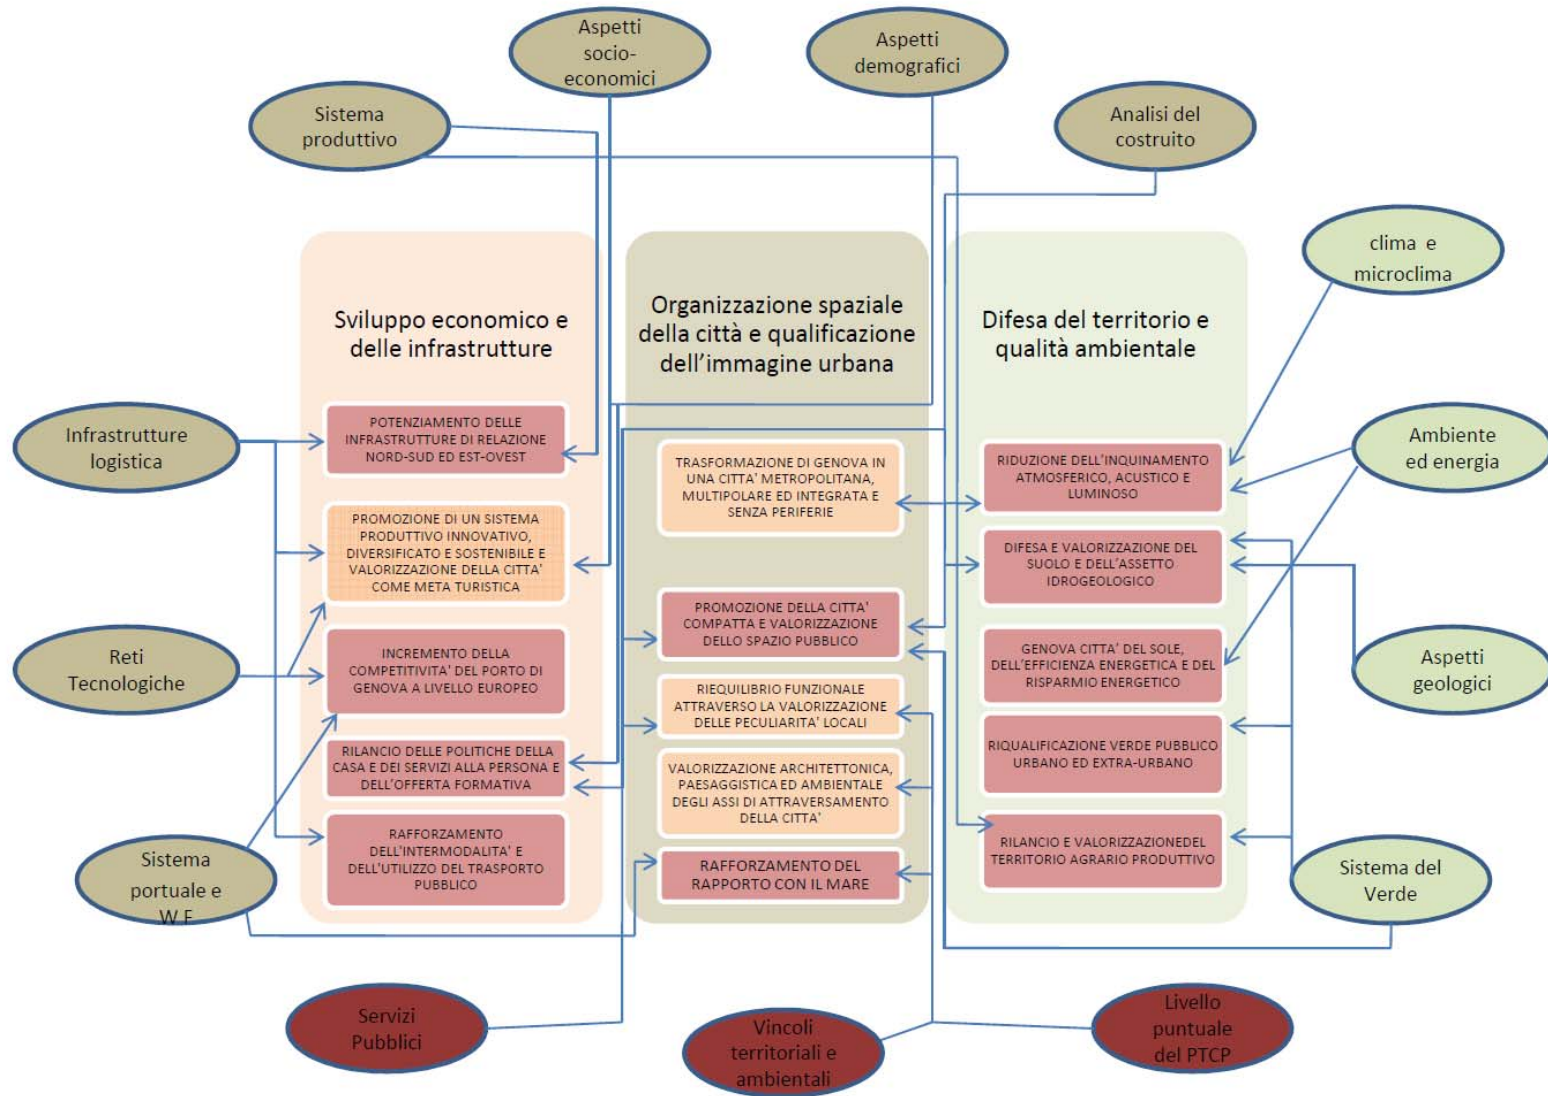 Aspetti
socio-
economici
Aspetti
demografici
Sistema
produttivo
Analisi del
costruito
clima e
microclima
Sviluppo economico e
delle infrastrutture
Organizzazione spaziale
della città e qualificazione
dell'immagine urbana
Difesa del territorio e
qualità ambientale
Infrastrutture
logistica
Ambiente
ed energia
POTENZIAMENTO DELLE
INFRASTRUTTURE DI RELAZIONE
NORD-SUD ED EST-OVEST
PROMOZIONE DI UN SISTEMA
PRODUTTIVO INNOVATIVO,
DIVERSIFICATO E SOSTENIBILE E
VALORIZZAZIONE DELLA CITTA'
COME META TURISTICA
INCREMENTO DELLA
COMPETITIVITA' DEL PORTO DI
GENOVA A LIVELLO EUROPEO
RILANCIO DELLE POLITICHE DELLA
CASA E DEI SERVIZI ALLA PERSONA E
DELL'OFFERTA FORMATIVA
RAFFORZAMENTO
DELL'INTERMODALITA' E
DELL'UTILIZZO DEL TRASPORTO
PUBBLICO
TRASFORMAZIONE DI GENOVA IN
UNA CITTA' METROPOLITANA,
MULTIPOLARE ED INTEGRATA E
SENZA PERIFERIE
PROMOZIONE DELLA CITTA'
COMPATTA E VALORIZZAZIONE
DELLO SPAZIO PUBBLICO
RIEQUILIBRIO FUNZIONALE
ATTRAVERSO LA VALORIZZAZIONE
DELLE PECULIARITA' LOCALI
VALORIZZAZIONE ARCHITETTONICA,
PAESAGGISTICA ED AMBIENTALE
DEGLI ASSI DI ATTRAVERSAMENTO
DELLA CITTA'
RAFFORZAMENTO DEL
RAPPORTO CON IL MARE
RIDUZIONE DELL'INQUINAMENTO
ATMOSFERICO, ACUSTICO E
LUMINOSO
DIFESA E VALORIZZAZIONE DEL
SUOLO E DELL'ASSETTO
IDROGEOLOGICO
GENOVA CITTA' DEL SOLE,
DELL'EFFICIENZA ENERGETICA E DEL
RISPARMIO ENERGETICO
RIQUALIFICAZIONE VERDE PUBBLICO
URBANO ED EXTRA-URBANO
RILANCIO E VALORIZZAZIONEDEL
TERRITORIO AGRARIO PRODUTTIVO
Reti
Tecnologiche
Aspetti
geologici
Sistema
portuale e
W.F
Sistema del
Verde
Servizi
Pubblici
Vincoli
territoriali e
ambientali
Livello
puntuale
del PTCP